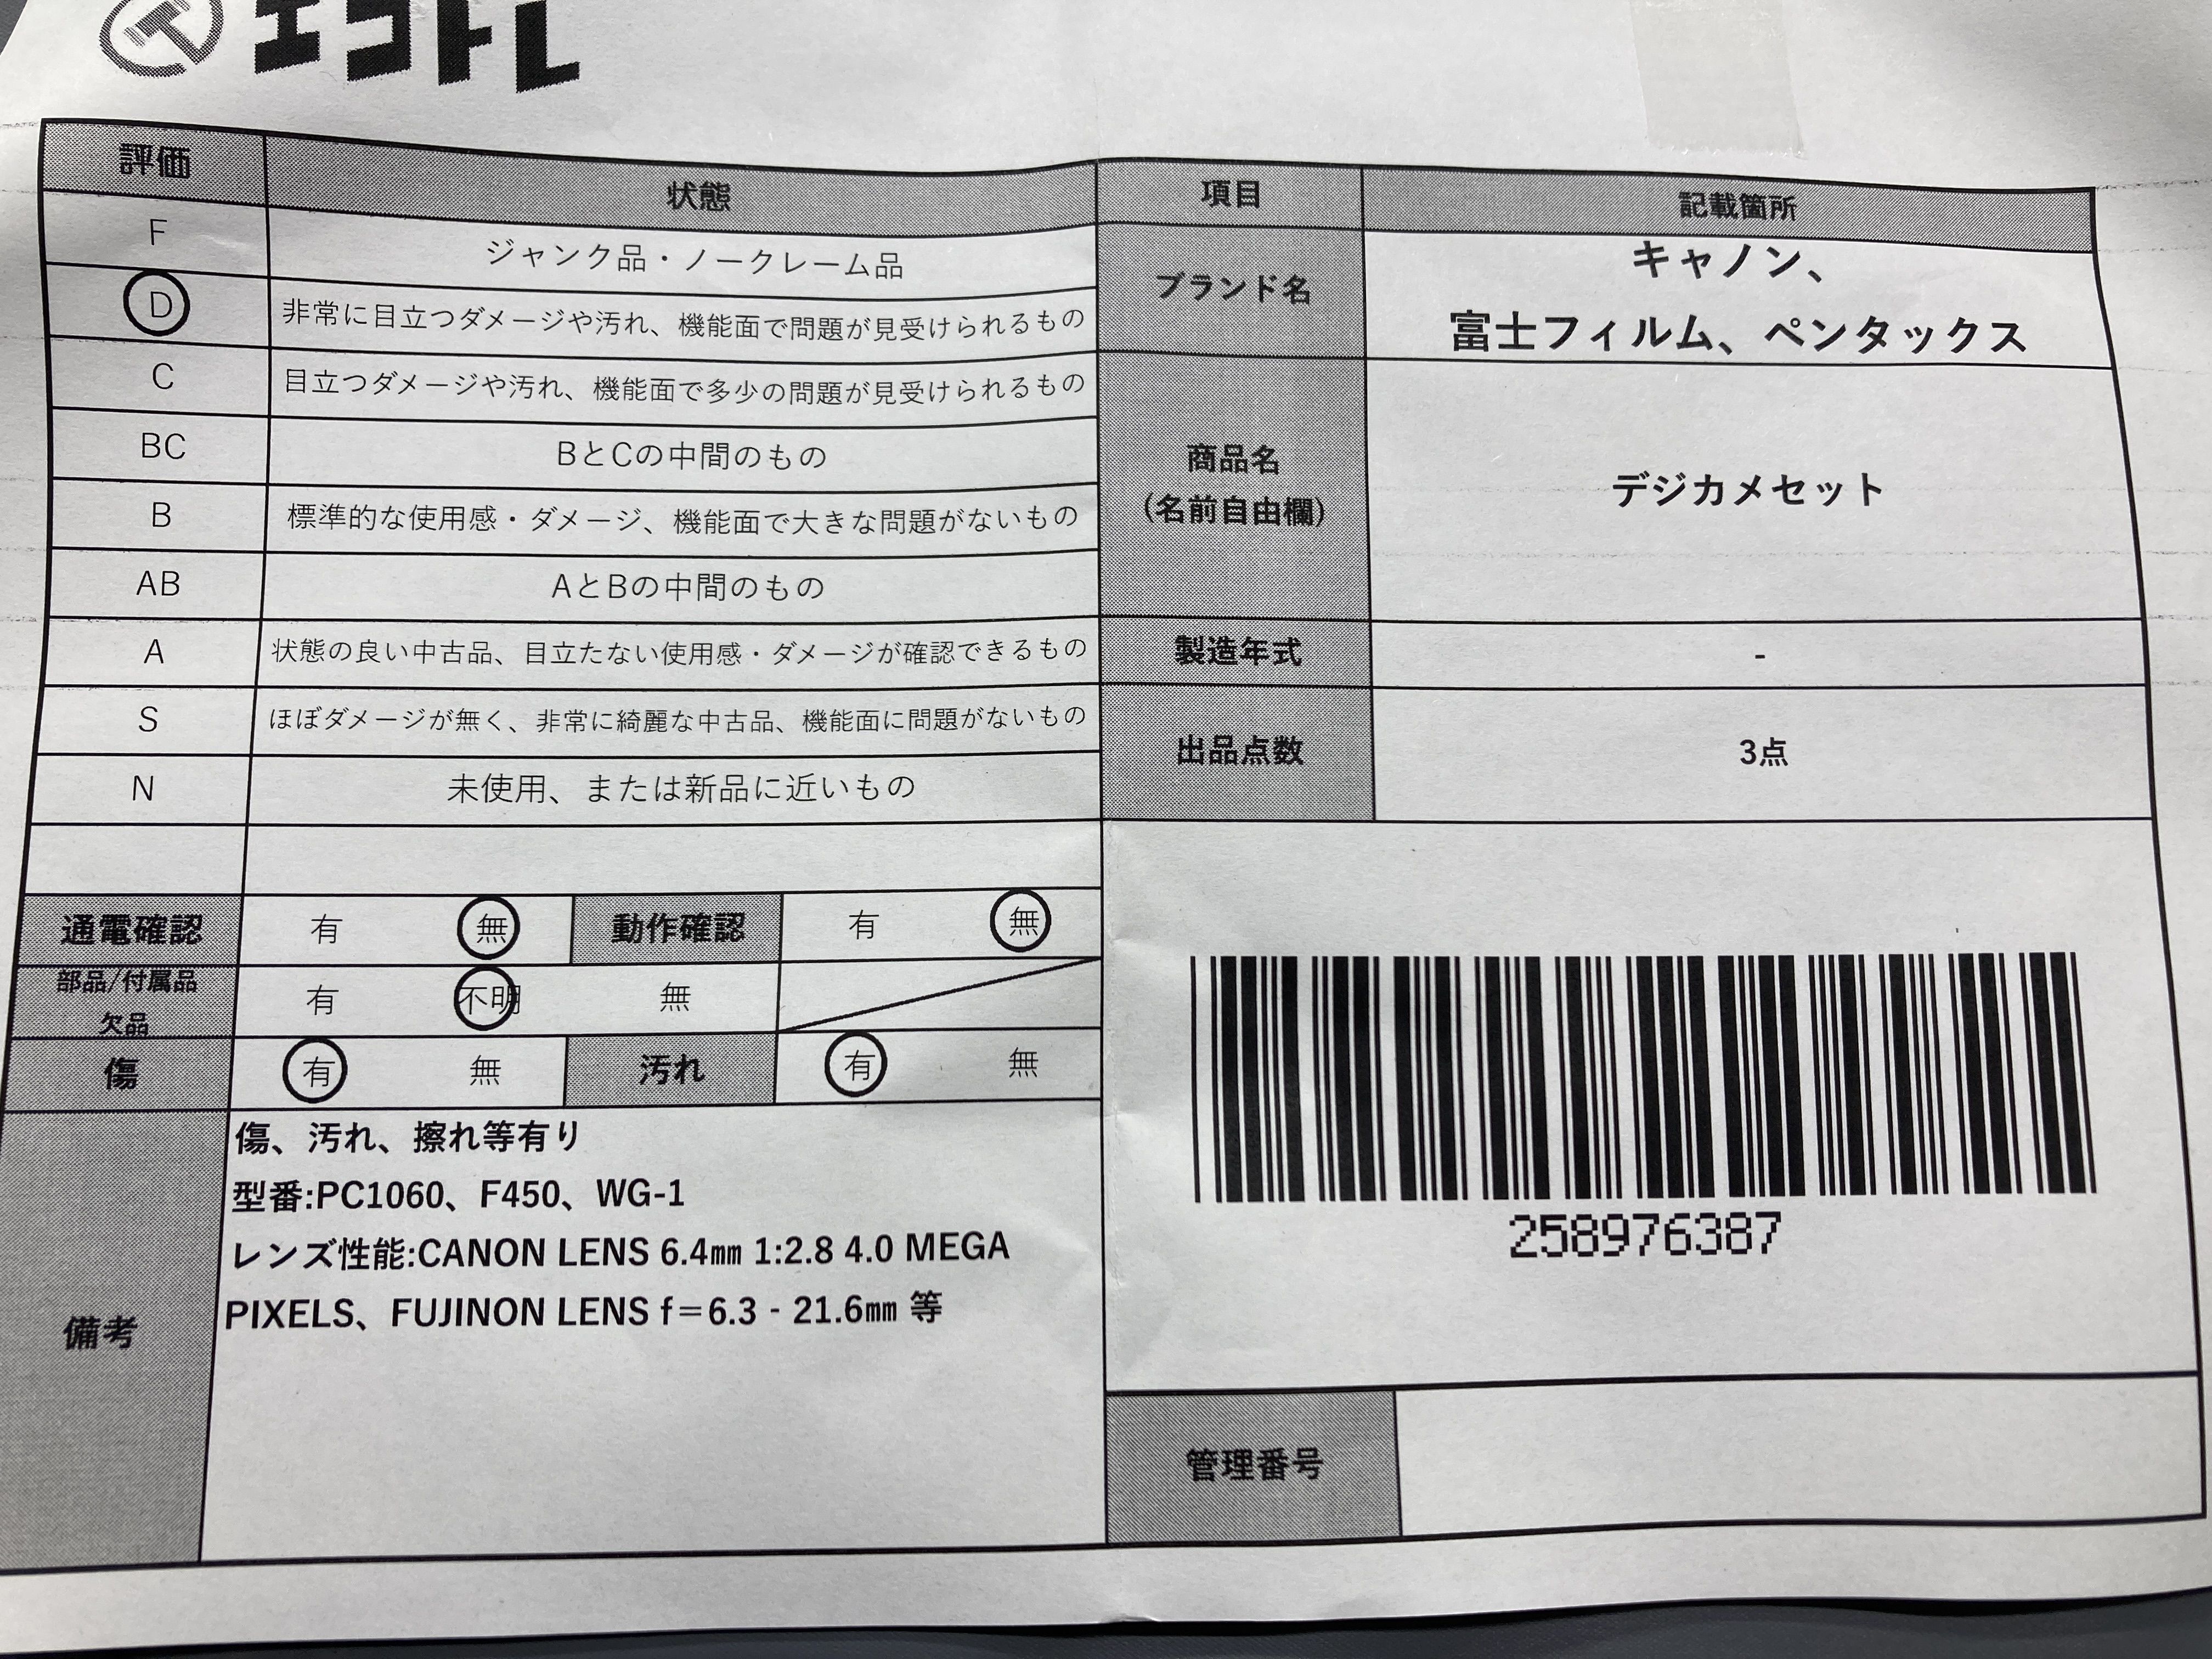 エコトレ
評価 状態
F ジャンク品・ノークレーム品
D 非常に目立つダメージや汚れ、機能面で問題が見受けられるもの
C 目立つダメージや汚れ、機能面で多少の問題が見受けられるもの
BC BとCの中間のもの
B 標準的な使用感・ダメージ、機能面で大きな問題がないもの
AB AとBの中間のもの
A 状態の良い中古品、目立たない使用感・ダメージが確認できるもの
S ほぼダメージが無く、非常に綺麗な中古品、機能面に問題がないもの
N 未使用、または新品に近いもの
通電確認 有 無 動作確認 有 無
部品/付属品
欠品
有 不明 無
傷 有 無 汚れ 有 無
備考
傷、汚れ、擦れ等有り
型番:PC1060、F450、WG-1
レンズ性能:CANON LENS 6.4㎜ 1:2.8 4.0 MEGA
PIXELS、FUJINON LENS f＝6.3 - 21.6㎜ 等
項目 記載箇所
ブランド名
キャノン、
富士フィルム、ペンタックス
商品名
(名前自由欄)
デジカメセット
製造年式 -
出品点数 3点
258976387
管理番号